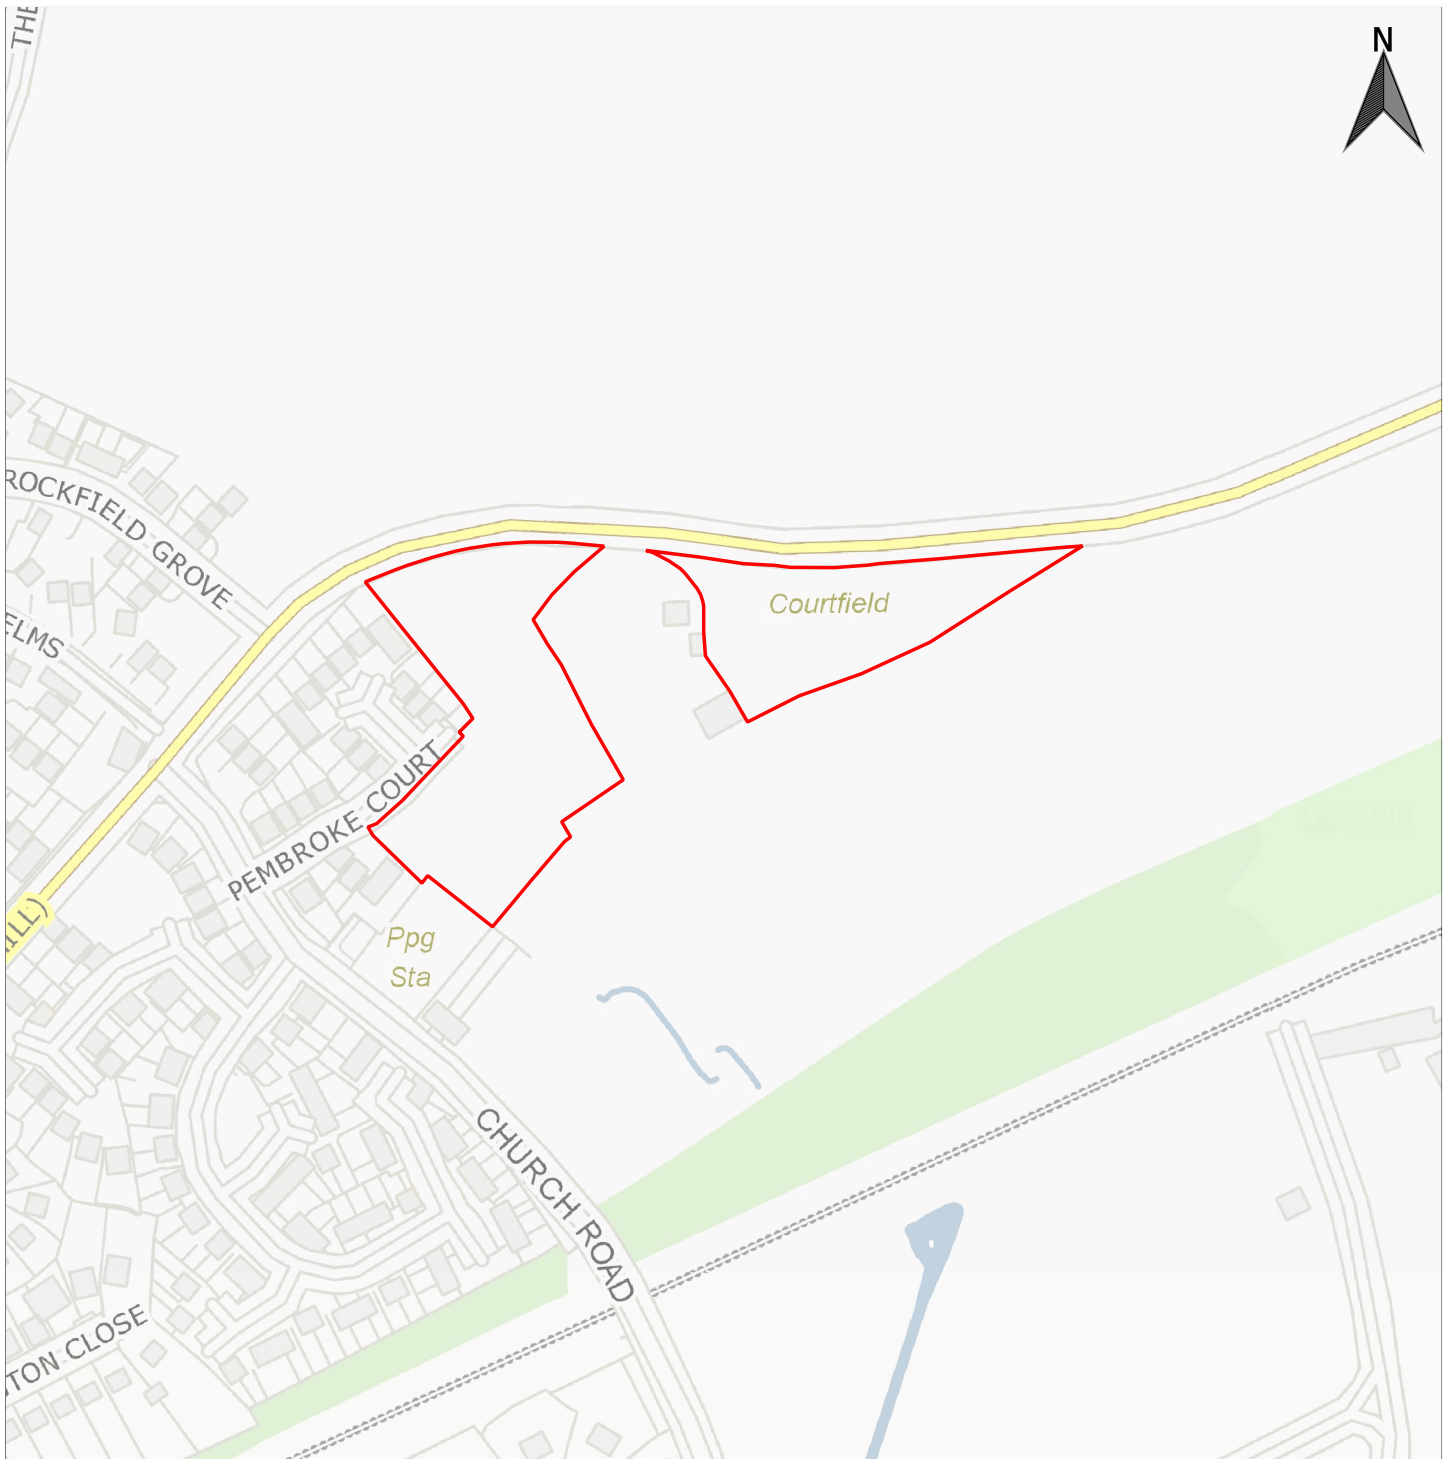 THE
N
ROCKFIELD GROVE
ELMS
Courtfield
PEMBROKE COURT
ILL)
Ppg
Sta
CHURCH ROAD
TON CLOSE